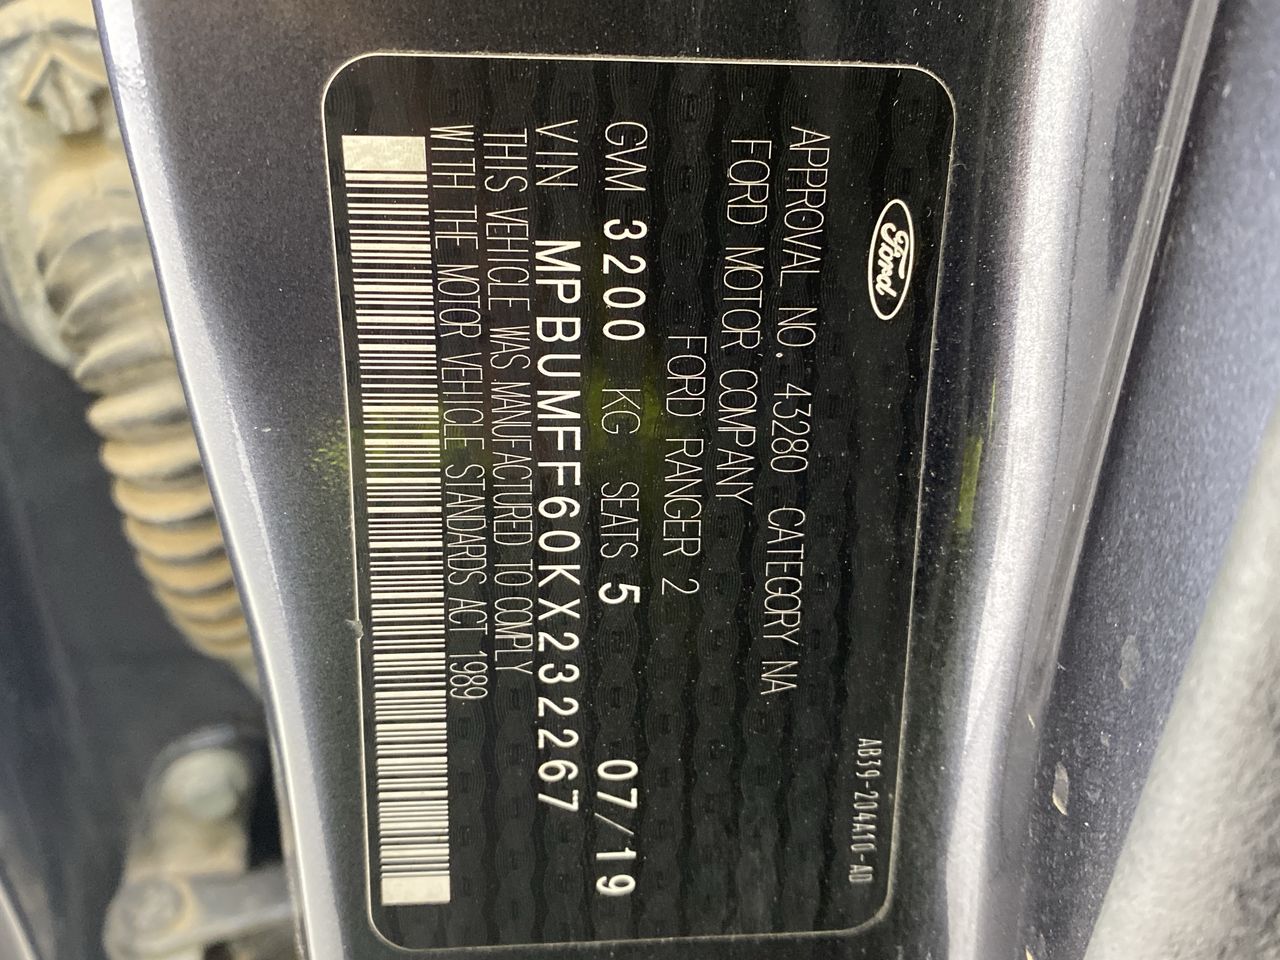 Ford
AB39-204A10-AD
APPROVAL NO. 43280 CATEGORY NA
FORD MOTOR COMPANY
FORD RANGER 2
GVM 3200 KG SEATS 5 07/19
VIN MPBUMFF60KX232267
THIS VEHICLE WAS MANUFACTURED TO COMPLY
WITH THE MOTOR VEHICLE STANDARDS ACT 1989.